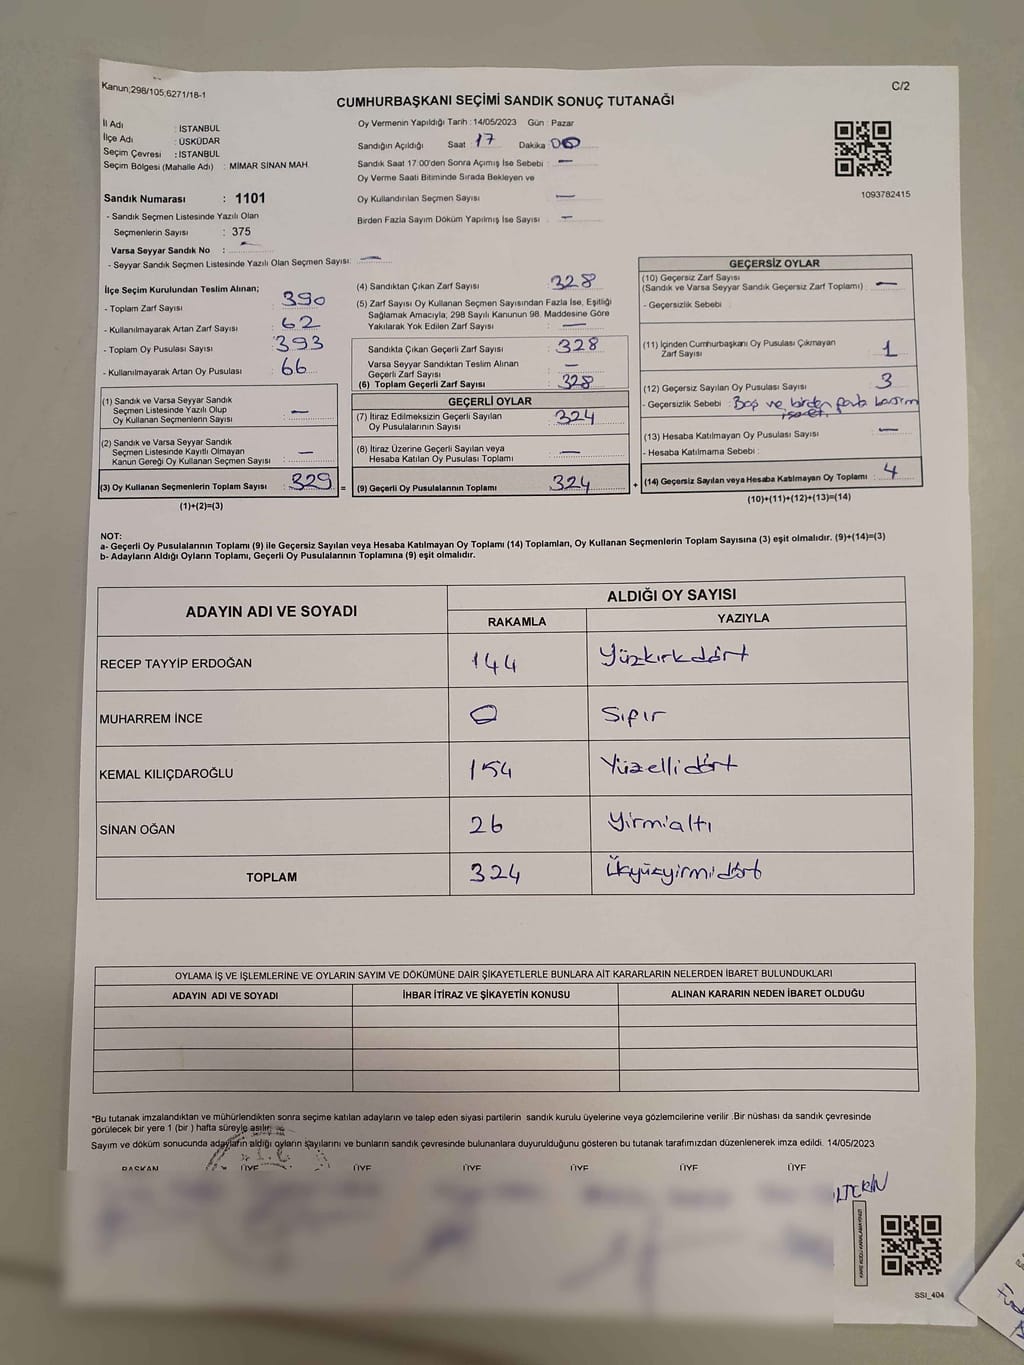 Kanun;298/105;6271/18-1
C/2
CUMHURBAŞKANI SEÇİMİ SANDIK SONUÇ TUTANAĞI
İl Adı : İSTANBUL
İlçe Adı : ÜSKÜDAR
Seçim Çevresi : İSTANBUL
Seçim Bölgesi (Mahalle Adı) : MİMAR SİNAN MAH.
Sandık Numarası : 1101
- Sandık Seçmen Listesinde Yazılı Olan
Seçmenlerin Sayısı : 375
Varsa Seyyar Sandık No : —
- Seyyar Sandık Seçmen Listesinde Yazılı Olan Seçmen Sayısı: —
Oy Vermenin Yapıldığı Tarih : 14/05/2023 Gün : Pazar
Sandığın Açıldığı Saat : 17 Dakika : 00
Sandık Saat 17:00'den Sonra Açımış İse Sebebi : —
Oy Verme Saati Bitiminde Sırada Bekleyen ve
Oy Kullandırılan Seçmen Sayısı : —
Birden Fazla Sayım Döküm Yapılmış İse Sayısı : —
1093782415
İlçe Seçim Kurulundan Teslim Alınan;
- Toplam Zarf Sayısı : 390
- Kullanılmayarak Artan Zarf Sayısı : 62
- Toplam Oy Pusulası Sayısı : 393
- Kullanılmayarak Artan Oy Pusulası : 66
(1) Sandık ve Varsa Seyyar Sandık
Seçmen Listesinde Yazılı Olup
Oy Kullanan Seçmenlerin Sayısı : —
(2) Sandık ve Varsa Seyyar Sandık
Seçmen Listesinde Kayıtlı Olmayan
Kanun Gereği Oy Kullanan Seçmen Sayısı : —
(3) Oy Kullanan Seçmenlerin Toplam Sayısı : 329
(1)+(2)=(3)
=
(4) Sandıktan Çıkan Zarf Sayısı : 328
(5) Zarf Sayısı Oy Kullanan Seçmen Sayısından Fazla İse, Eşitliği
Sağlamak Amacıyla; 298 Sayılı Kanunun 98. Maddesine Göre
Yakılarak Yok Edilen Zarf Sayısı : —
Sandıkta Çıkan Geçerli Zarf Sayısı : 328
Varsa Seyyar Sandıktan Teslim Alınan
Geçerli Zarf Sayısı : —
(6) Toplam Geçerli Zarf Sayısı : 328
GEÇERLİ OYLAR
(7) İtiraz Edilmeksizin Geçerli Sayılan
Oy Pusulalarının Sayısı : 324
(8) İtiraz Üzerine Geçerli Sayılan veya
Hesaba Katılan Oy Pusulası Toplamı : —
(9) Geçerli Oy Pusulalarının Toplamı : 324
+
GEÇERSİZ OYLAR
(10) Geçersiz Zarf Sayısı
(Sandık ve Varsa Seyyar Sandık Geçersiz Zarf Toplamı) : —
- Geçersizlik Sebebi :
(11) İçinden Cumhurbaşkanı Oy Pusulası Çıkmayan
Zarf Sayısı : 1
(12) Geçersiz Sayılan Oy Pusulası Sayısı : 3
- Geçersizlik Sebebi : Boş ve birden fazla
işaret.
(13) Hesaba Katılmayan Oy Pusulası Sayısı : —
- Hesaba Katılmama Sebebi :
(14) Geçersiz Sayılan veya Hesaba Katılmayan Oy Toplamı : 4
(10)+(11)+(12)+(13)=(14)
NOT:
a- Geçerli Oy Pusulalarının Toplamı (9) ile Geçersiz Sayılan veya Hesaba Katılmayan Oy Toplamı (14) Toplamları, Oy Kullanan Seçmenlerin Toplam Sayısına (3) eşit olmalıdır. (9)+(14)=(3)
b- Adayların Aldığı Oyların Toplamı, Geçerli Oy Pusulalarının Toplamına (9) eşit olmalıdır.
ADAYIN ADI VE SOYADI
ALDIĞI OY SAYISI
RAKAMLA YAZIYLA
RECEP TAYYİP ERDOĞAN 144 Yüzkırkdört
MUHARREM İNCE 0 Sıfır
KEMAL KILIÇDAROĞLU 154 Yüzellidört
SİNAN OĞAN 26 Yirmialtı
TOPLAM 324 Üçyüzyirmidört
OYLAMA İŞ VE İŞLEMLERİNE VE OYLARIN SAYIM VE DÖKÜMÜNE DAİR ŞİKAYETLERLE BUNLARA AİT KARARLARIN NELERDEN İBARET BULUNDUKLARI
ADAYIN ADI VE SOYADI İHBAR İTİRAZ VE ŞİKAYETİN KONUSU ALINAN KARARIN NEDEN İBARET OLDUĞU
*Bu tutanak imzalandıktan ve mühürlendikten sonra seçime katılan adayların ve talep eden siyasi partilerin sandık kurulu üyelerine veya gözlemcilerine verilir .Bir nüshası da sandık çevresinde
görülecek bir yere 1 (bir ) hafta süreyle asılır.
Sayım ve döküm sonucunda adayların aldığı oyların sayılarını ve bunların sandık çevresinde bulunanlara duyurulduğunu gösteren bu tutanak tarafımızdan düzenlenerek imza edildi. 14/05/2023
BAŞKAN ÜYE ÜYE ÜYE ÜYE ÜYE ÜYE
SSI_404